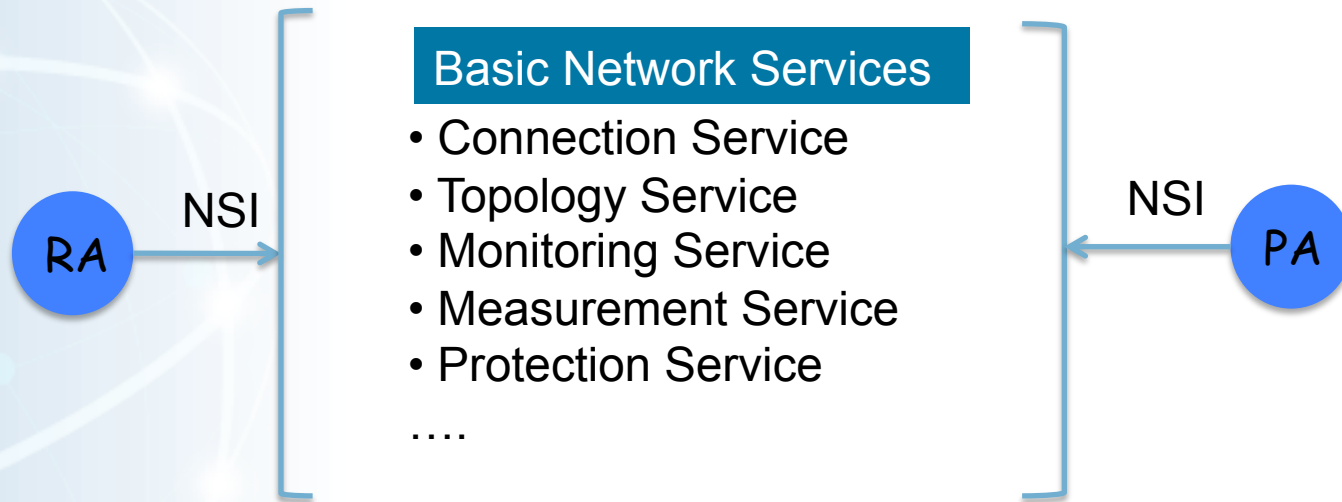 Basic Network Services
• Connection Service
• Topology Service
• Monitoring Service
• Measurement Service
• Protection Service
….
NSI
RA
NSI
PA